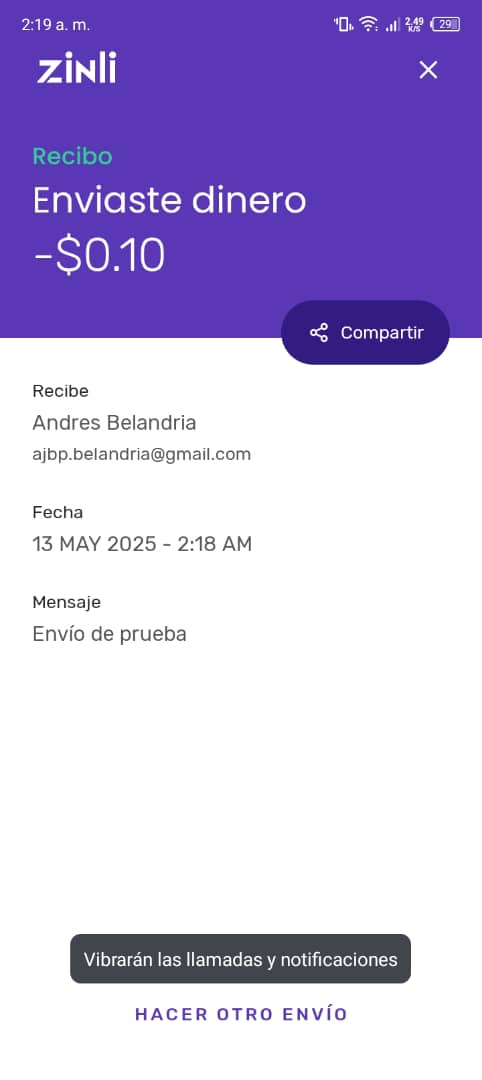 2:19 a. m.
2.49
K/S
29
zinli
Recibo
Enviaste dinero
-$0.10
Compartir
Recibe
Andres Belandria
ajbp.belandria@gmail.com
Fecha
13 MAY 2025 - 2:18 AM
Mensaje
Envío de prueba
Vibrarán las llamadas y notificaciones
HACER OTRO ENVÍO